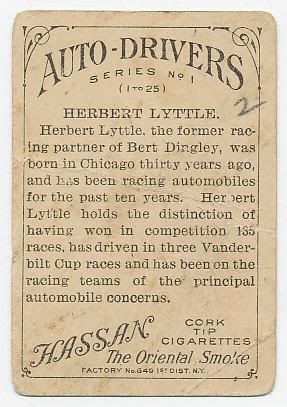 AUTO-DRIVERS
SERIES No 1
(1 TO 25)
2
HERBERT LYTTLE.
Herbert Lyttle, the former rac-
ing partner of Bert Dingley, was
born in Chicago thirty years ago,
and has been racing automobiles
for the past ten years. Herbert
Lyttle holds the distinction of
having won in competition 135
races, has driven in three Vander-
bilt Cup races and has been on the
racing teams of the principal
automobile concerns.
HASSAN
CORK
TIP
CIGARETTES
The Oriental Smoke
FACTORY No. 649 1ST DIST. N.Y.